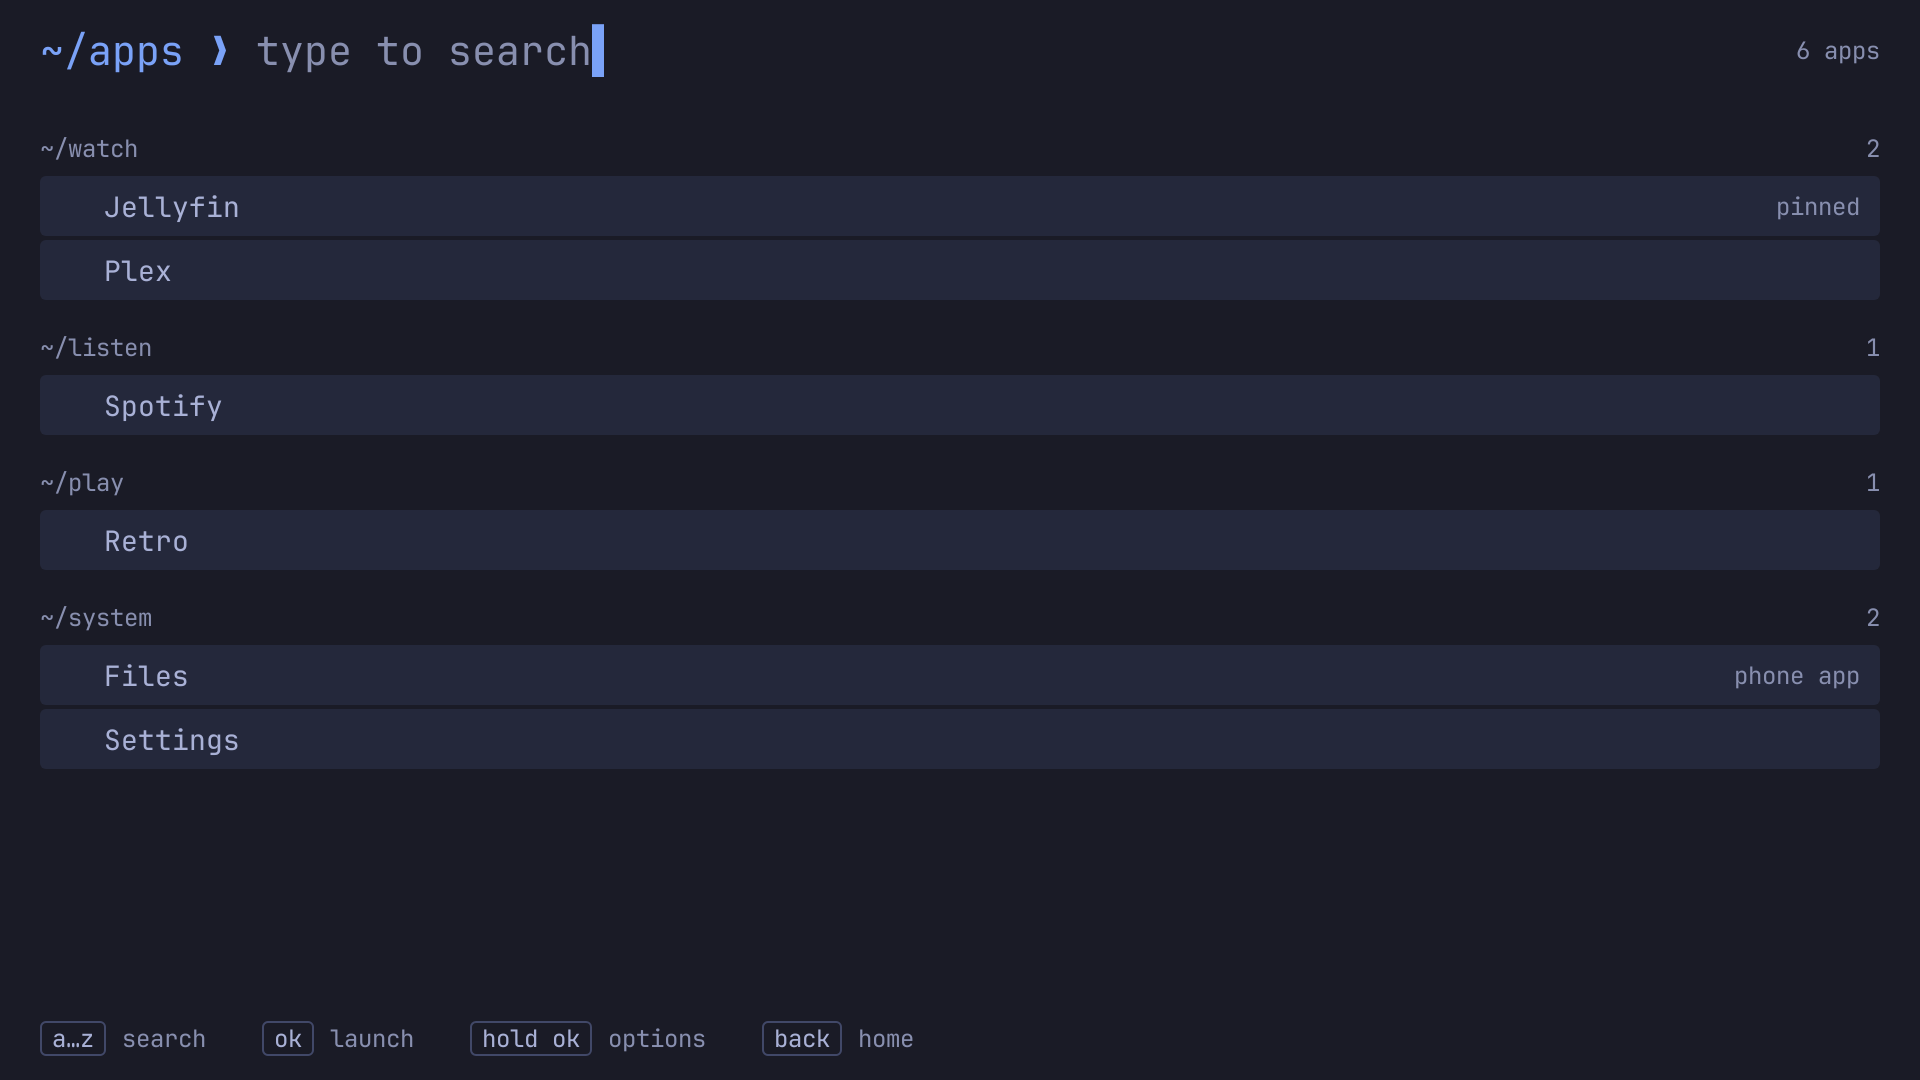 ~/apps ❯ type to search
6 apps
~/watch 2
Jellyfin pinned
Plex
~/listen 1
Spotify
~/play 1
Retro
~/system 2
Files phone app
Settings
a…z search ok launch hold ok options back home